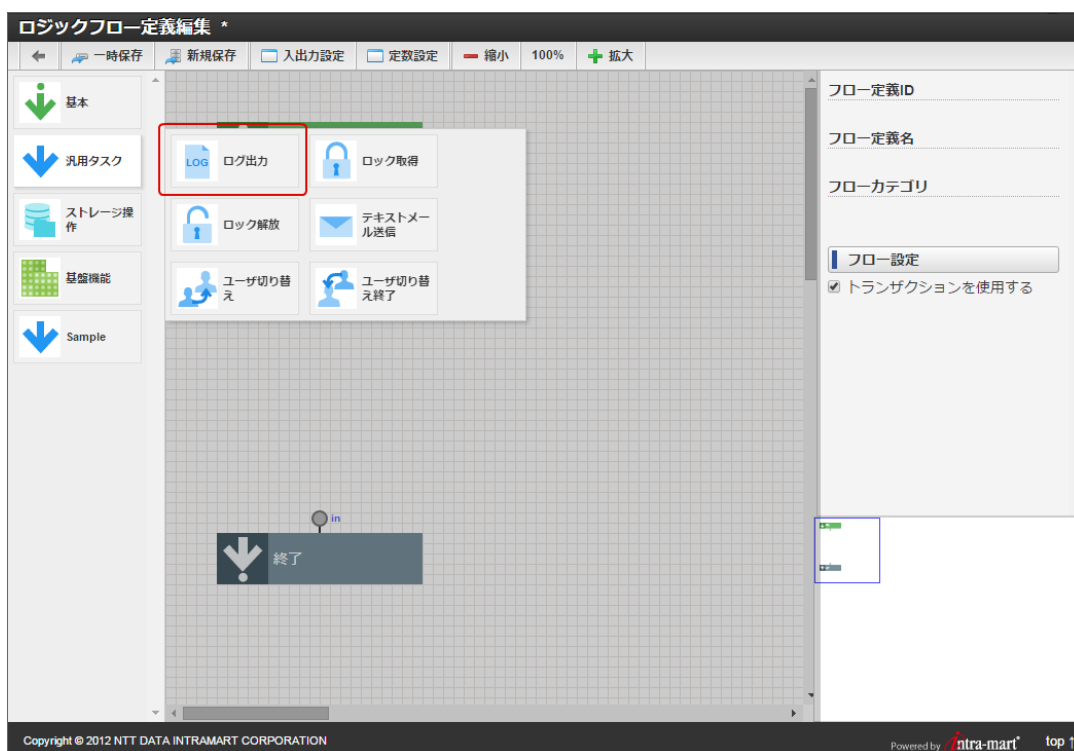 ロジックフロー定義編集 *
一時保存 新規保存 入出力設定 定数設定 縮小 100% 拡大
基本
汎用タスク
ストレージ操
作
基盤機能
Sample
LOG ログ出力 ロック取得
ロック解放 テキストメー
ル送信
ユーザ切り替
え
ユーザ切り替
え終了
in
終了
フロー定義ID
フロー定義名
フローカテゴリ
フロー設定
トランザクションを使用する
Copyright © 2012 NTT DATA INTRAMART CORPORATION
Powered by intra-mart top ↑